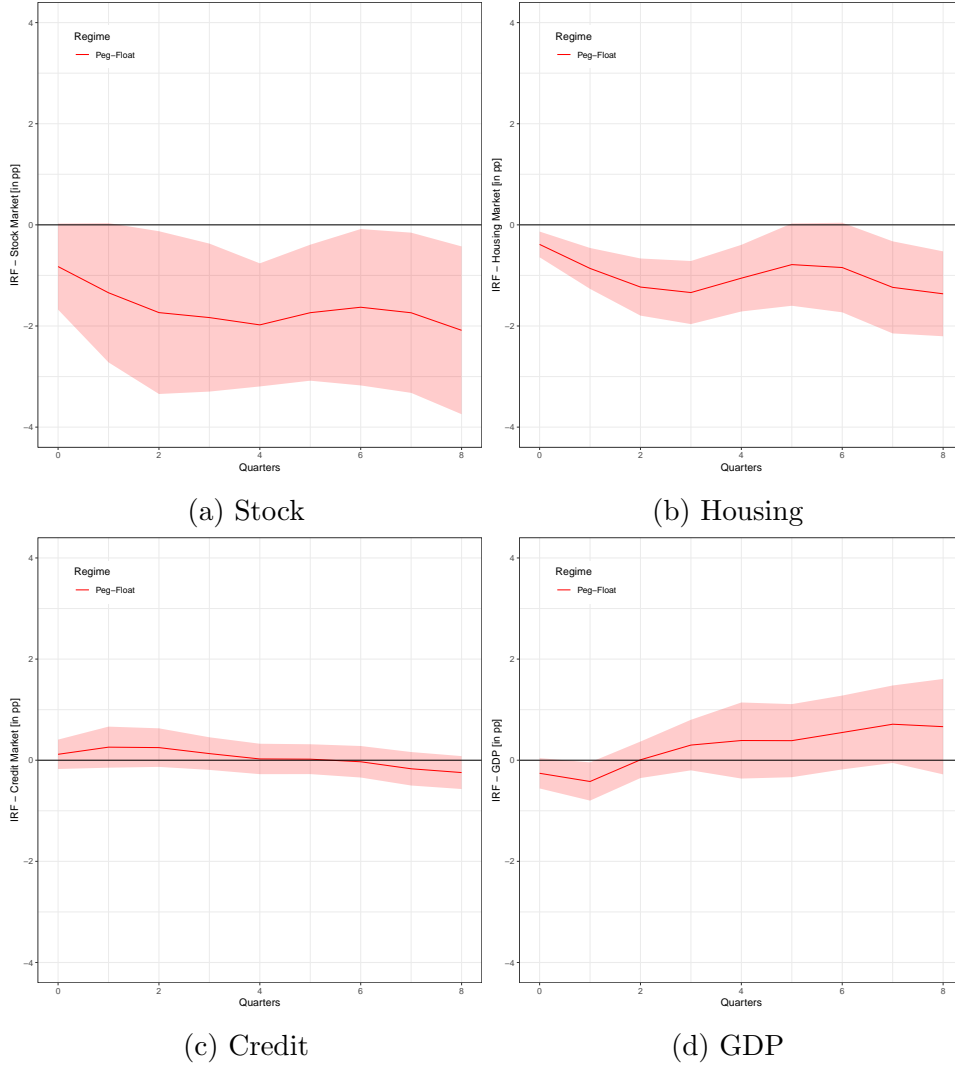 IRF − Stock Market [in pp]
Regime
Peg−Float
4
2
0
−2
−4
0 2 4 6 8
Quarters
(a) Stock
IRF − Housing Market [in pp]
Regime
Peg−Float
4
2
0
−2
−4
0 2 4 6 8
Quarters
(b) Housing
IRF − Credit Market [in pp]
Regime
Peg−Float
4
2
0
−2
−4
0 2 4 6 8
Quarters
(c) Credit
IRF − GDP [in pp]
Regime
Peg−Float
4
2
0
−2
−4
0 2 4 6 8
Quarters
(d) GDP